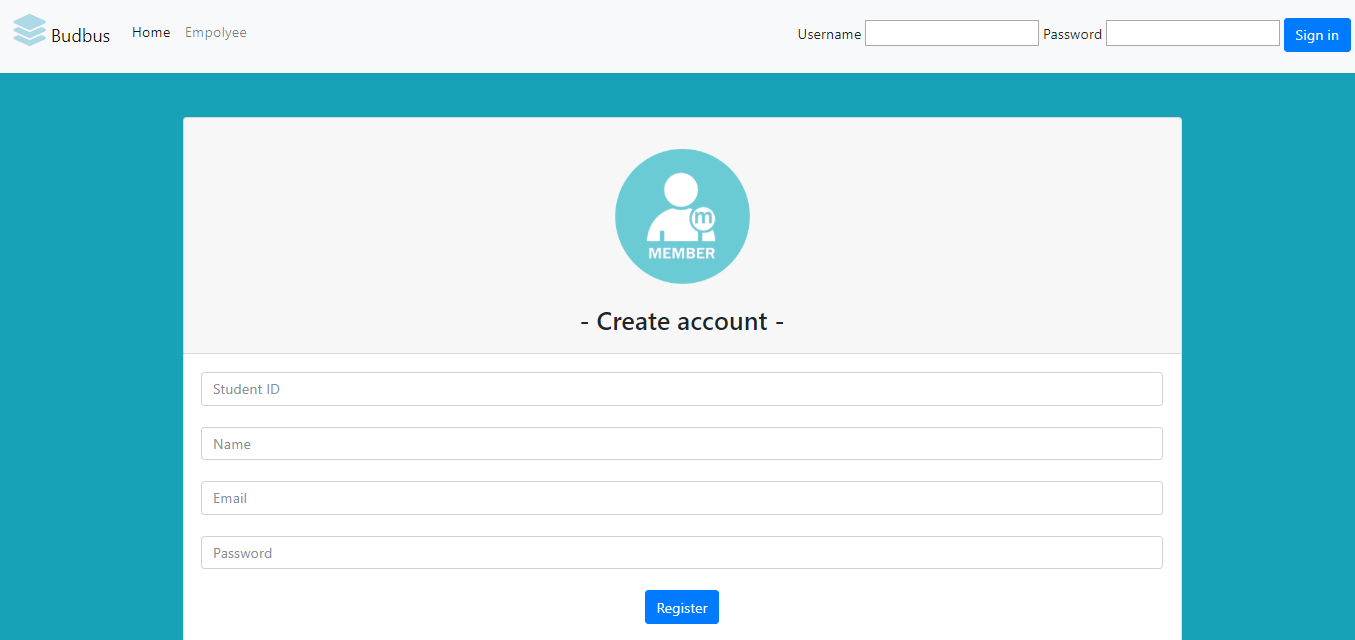 Budbus Home Empolyee Username Password Sign in
m
MEMBER
- Create account -
Student ID
Name
Email
Password
Register